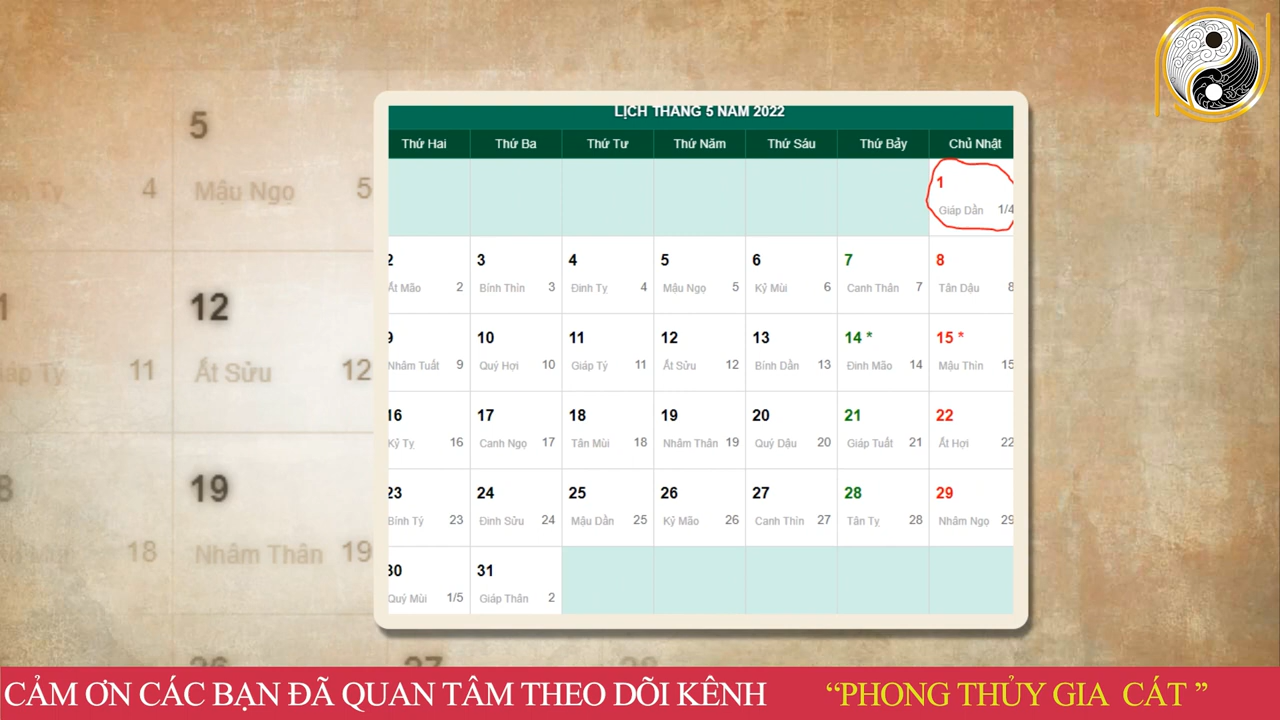 LỊCH THÁNG 5 NĂM 2022
Thứ Hai Thứ Ba Thứ Tư Thứ Năm Thứ Sáu Thứ Bảy Chủ Nhật
1
Giáp Dần 1/4
2 3 4 5 6 7 8
Ất Mão 2 Bính Thìn 3 Đinh Tỵ 4 Mậu Ngọ 5 Kỷ Mùi 6 Canh Thân 7 Tân Dậu 8
9 10 11 12 13 14 * 15 *
Nhâm Tuất 9 Quý Hợi 10 Giáp Tý 11 Ất Sửu 12 Bính Dần 13 Đinh Mão 14 Mậu Thìn 15
16 17 18 19 20 21 22
Kỷ Tỵ 16 Canh Ngọ 17 Tân Mùi 18 Nhâm Thân 19 Quý Dậu 20 Giáp Tuất 21 Ất Hợi 22
23 24 25 26 27 28 29
Bính Tý 23 Đinh Sửu 24 Mậu Dần 25 Kỷ Mão 26 Canh Thìn 27 Tân Tỵ 28 Nhâm Ngọ 29
30 31
Quý Mùi 1/5 Giáp Thân 2
5
4 Mậu Ngọ 5
12
11 Ất Sửu 12
19
18 Nhâm Thân 19
CẢM ƠN CÁC BẠN ĐÃ QUAN TÂM THEO DÕI KÊNH “PHONG THỦY GIA CÁT ”